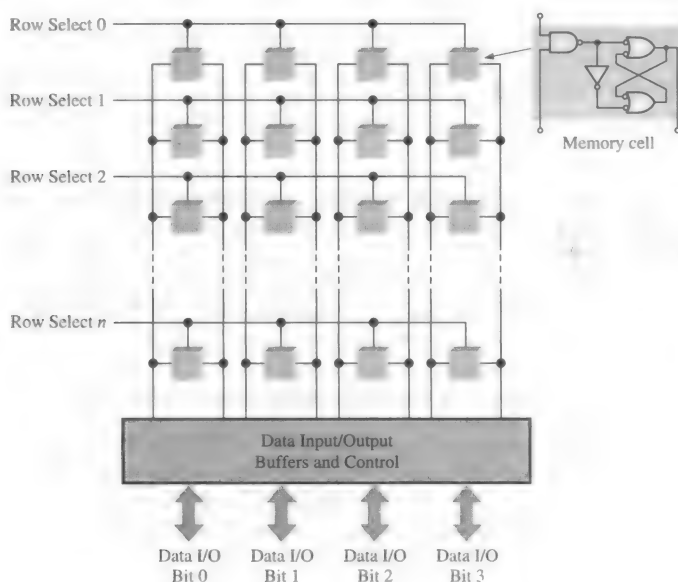 Row Select 0
Memory cell
Row Select 1
Row Select 2
Row Select n
Data Input/Output
Buffers and Control
Data I/O
Bit 0
Data I/O
Bit 1
Data I/O
Bit 2
Data I/O
Bit 3